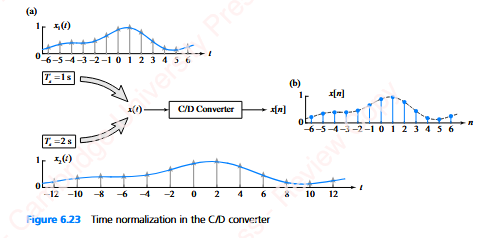 (a)
1 x₁(t)
0 -6 -5 -4 -3 -2 -1 0 1 2 3 4 5 6 t
Tₛ = 1 s
(b)
x(t) C/D Converter x[n]
1 x[n]
0 -6 -5 -4 -3 -2 -1 0 1 2 3 4 5 6 n
Tₛ = 2 s
1 x₂(t)
0 -12 -10 -8 -6 -4 -2 0 2 4 6 8 10 12 t
Figure 6.23 Time normalization in the C/D converter